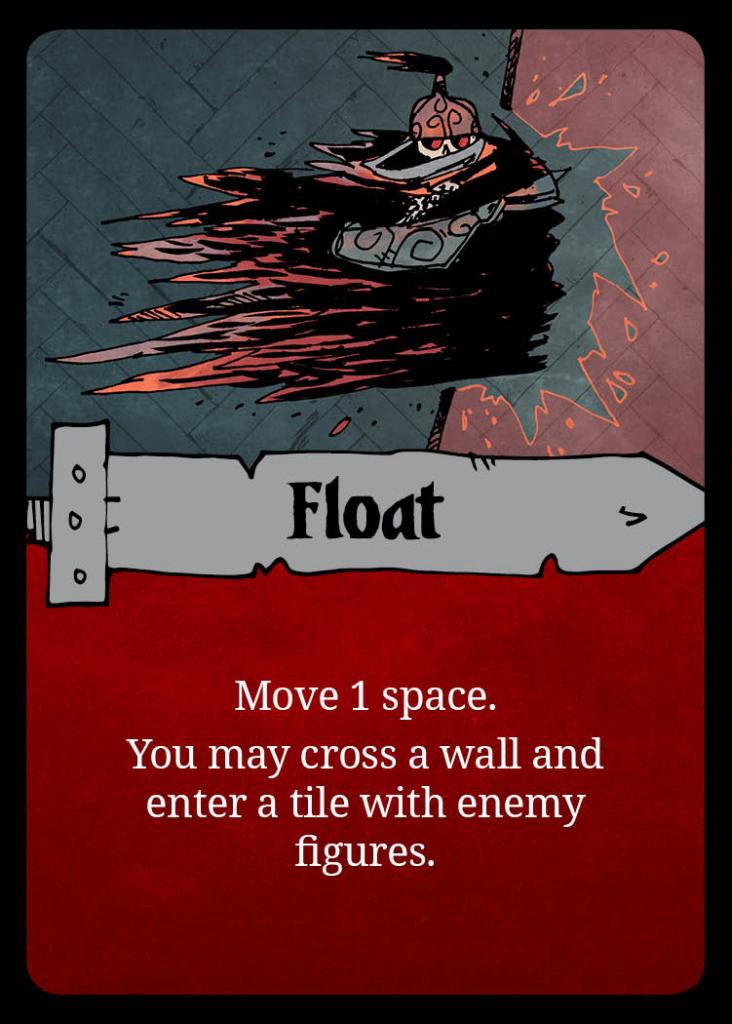 Float
Move 1 space.
You may cross a wall and
enter a tile with enemy
figures.